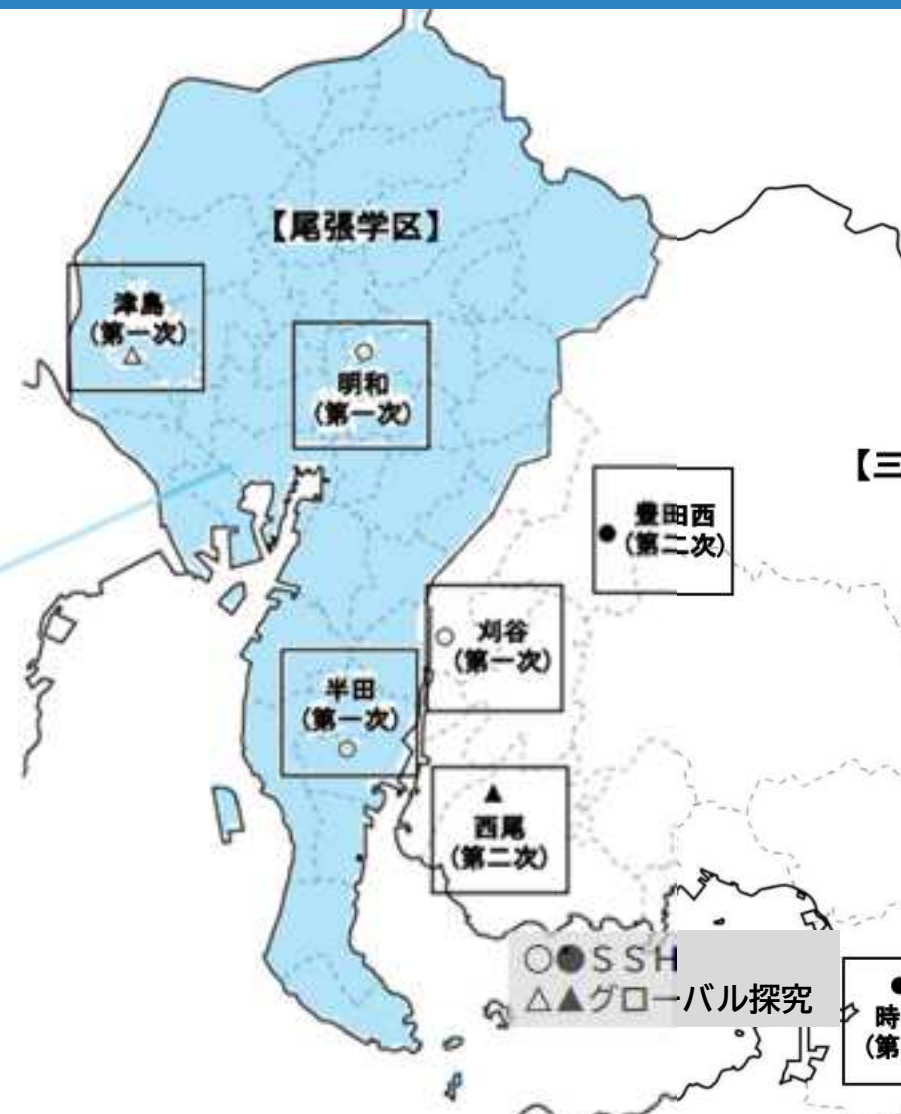 【尾張学区】
津島
(第一次)
△
○
明和
(第一次)
【三
豊田西
●(第二次)
○ 刈谷
(第一次)
半田
(第一次)
○
▲
西尾
(第二次)
○●SSH
△▲グローバル探究
●
時
(第